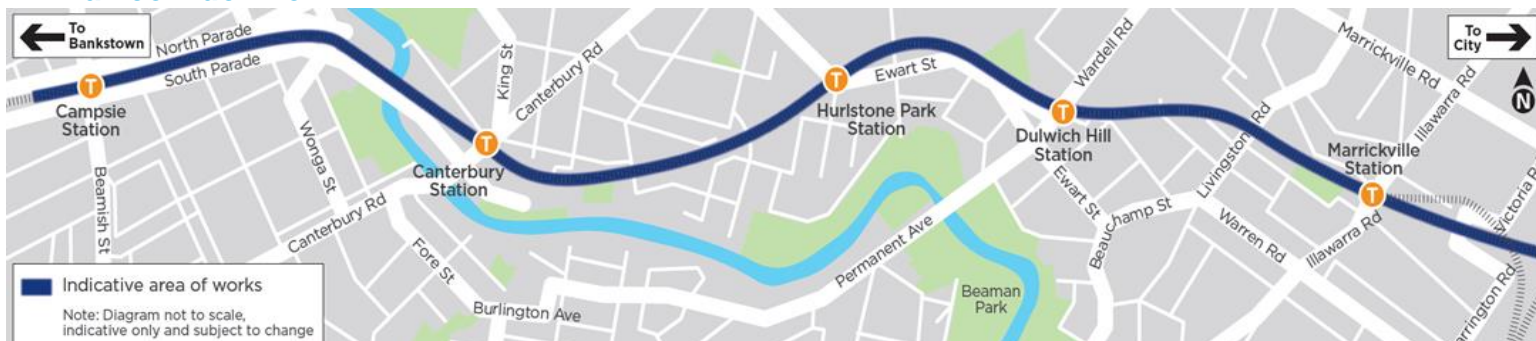 To
Bankstown
North Parade
South Parade
T
Campsie
Station
Beamish St
Wonga St
King St
Canterbury Rd
T
Canterbury
Station
Canterbury Rd
Fore St
Burlington Ave
T
Hurlstone Park
Station
Ewart St
Wardell Rd
T
Dulwich Hill
Station
Ewart St
Permanent Ave
Beaman
Park
Beauchamp St
Livingstone Rd
Warren Rd
To
City
N
Marrickville Rd
Illawarra Rd
Marrickville
Station
T
Illawarra Rd
Indicative area of works
Note: Diagram not to scale,
indicative only and subject to change